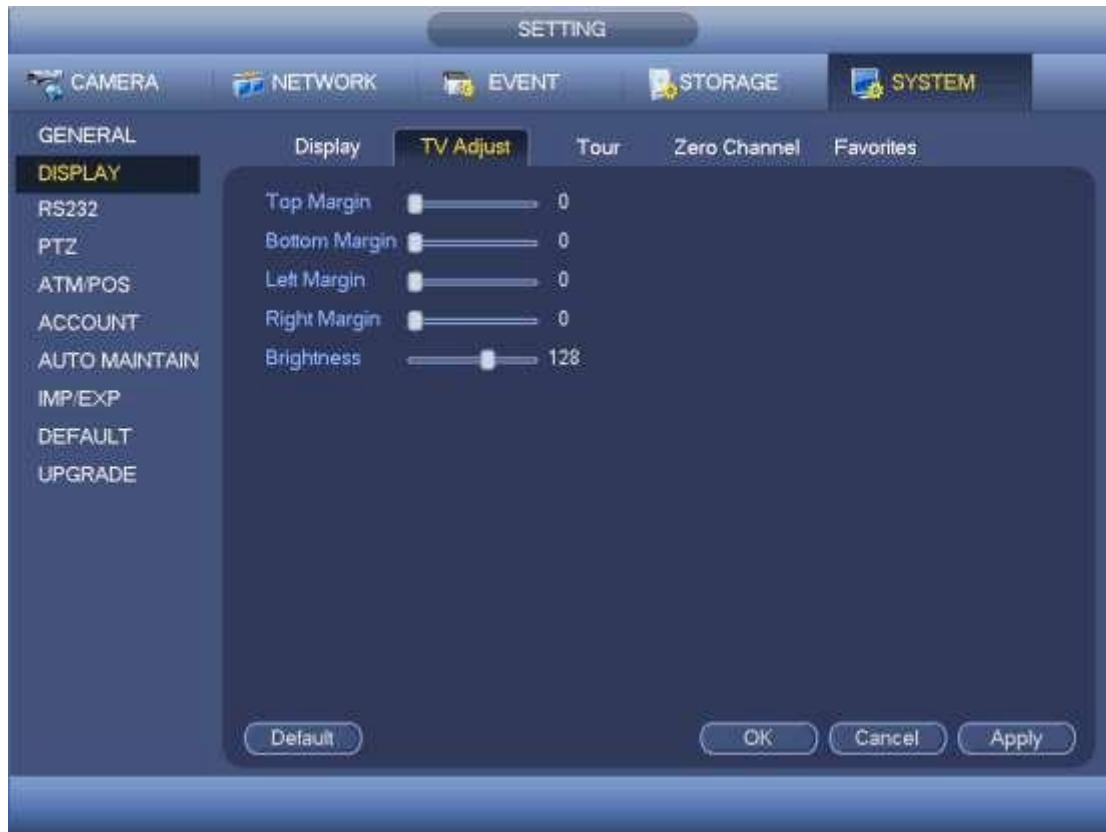 SETTING
CAMERA NETWORK EVENT STORAGE SYSTEM
GENERAL
DISPLAY
RS232
PTZ
ATM/POS
ACCOUNT
AUTO MAINTAIN
IMP/EXP
DEFAULT
UPGRADE
Display TV Adjust Tour Zero Channel Favorites
Top Margin 0
Bottom Margin 0
Left Margin 0
Right Margin 0
Brightness 128
Default OK Cancel Apply